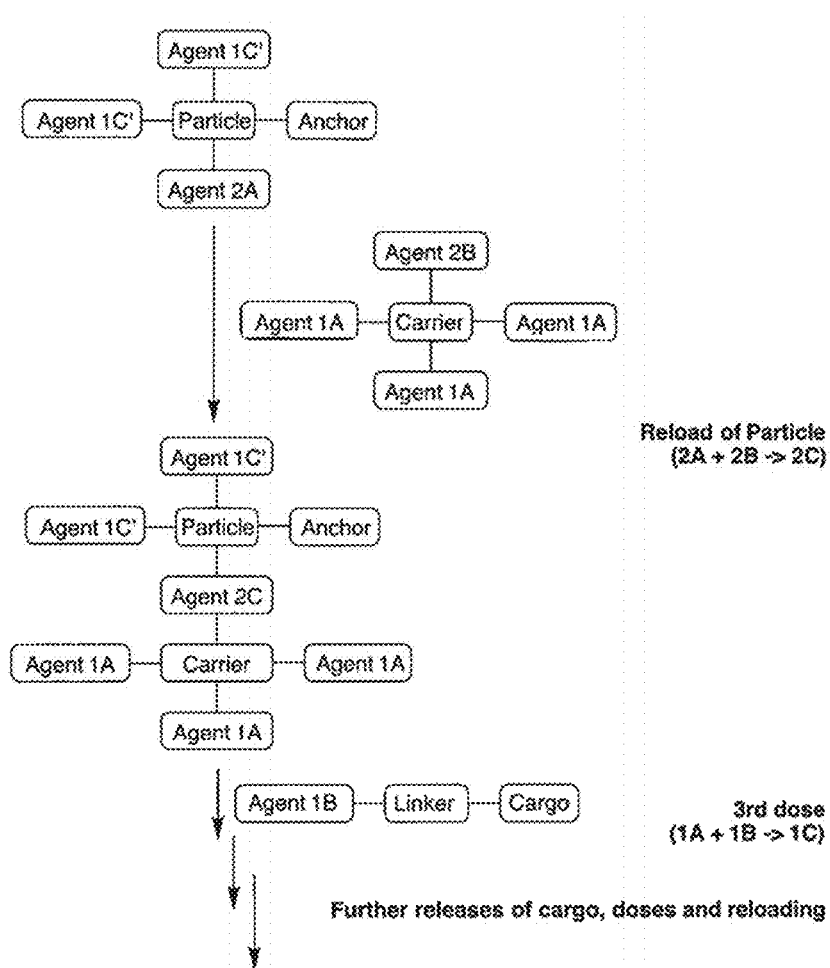 Agent 1C'
Agent 1C' Particle Anchor
Agent 2A
Agent 2B
Agent 1A Carrier Agent 1A
Agent 1A
Reload of Particle
(2A + 2B -> 2C)
Agent 1C'
Agent 1C' Particle Anchor
Agent 2C
Agent 1A Carrier Agent 1A
Agent 1A
Agent 1B Linker Cargo
3rd dose
(1A + 1B -> 1C)
Further releases of cargo, doses and reloading